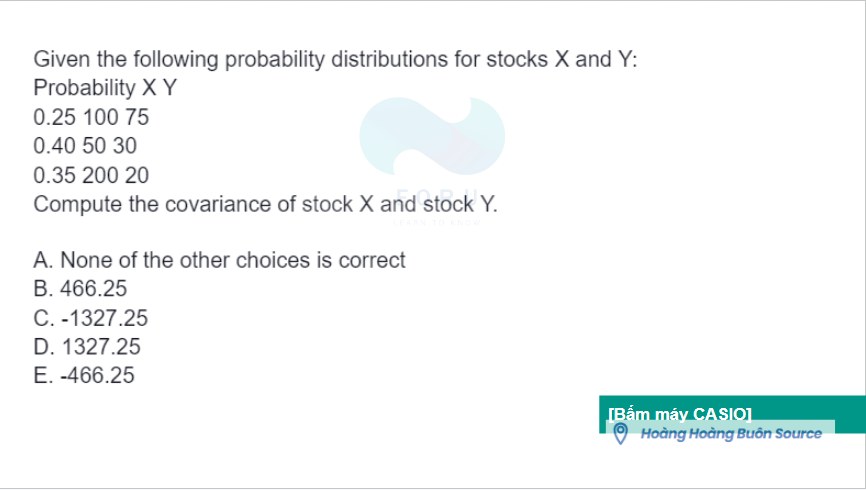 Given the following probability distributions for stocks X and Y:
Probability X Y
0.25 100 75
0.40 50 30
0.35 200 20
Compute the covariance of stock X and stock Y.
A. None of the other choices is correct
B. 466.25
C. -1327.25
D. 1327.25
E. -466.25
[Bấm máy CASIO]
Hoàng Hoàng Buôn Source